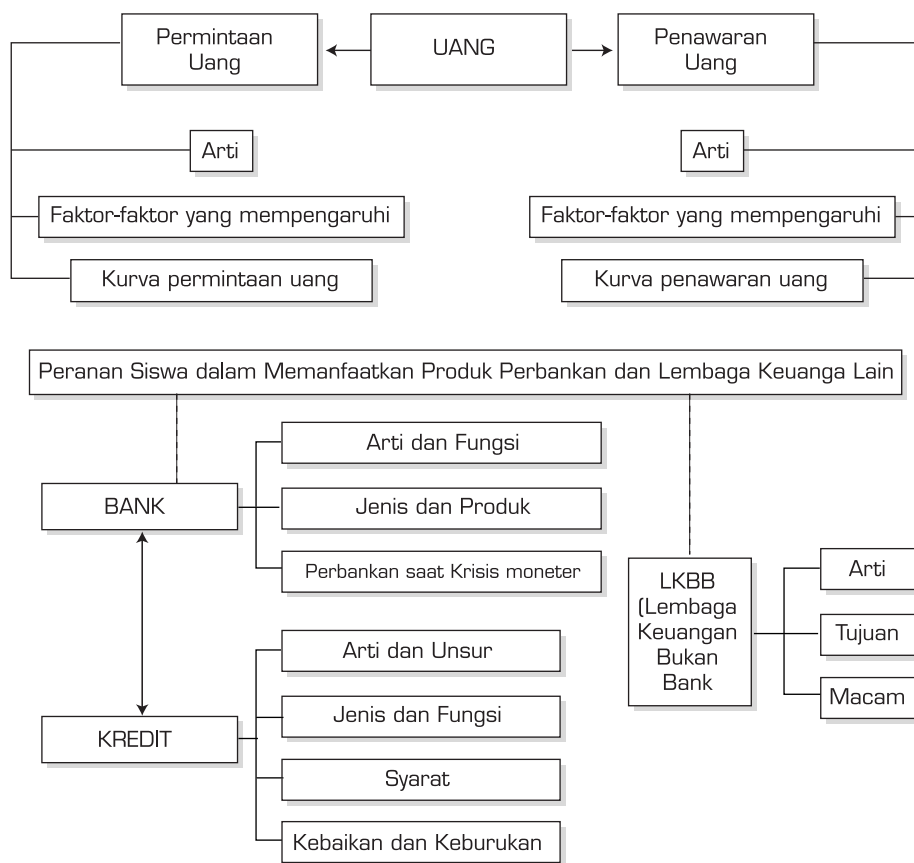 Permintaan
Uang
UANG
Penawaran
Uang
Arti
Arti
Faktor-faktor yang mempengaruhi
Faktor-faktor yang mempengaruhi
Kurva permintaan uang
Kurva penawaran uang
Peranan Siswa dalam Memanfaatkan Produk Perbankan dan Lembaga Keuanga Lain
BANK
Arti dan Fungsi
Jenis dan Produk
Perbankan saat Krisis moneter
LKBB
(Lembaga
Keuangan
Bukan
Bank
Arti
Tujuan
Macam
KREDIT
Arti dan Unsur
Jenis dan Fungsi
Syarat
Kebaikan dan Keburukan